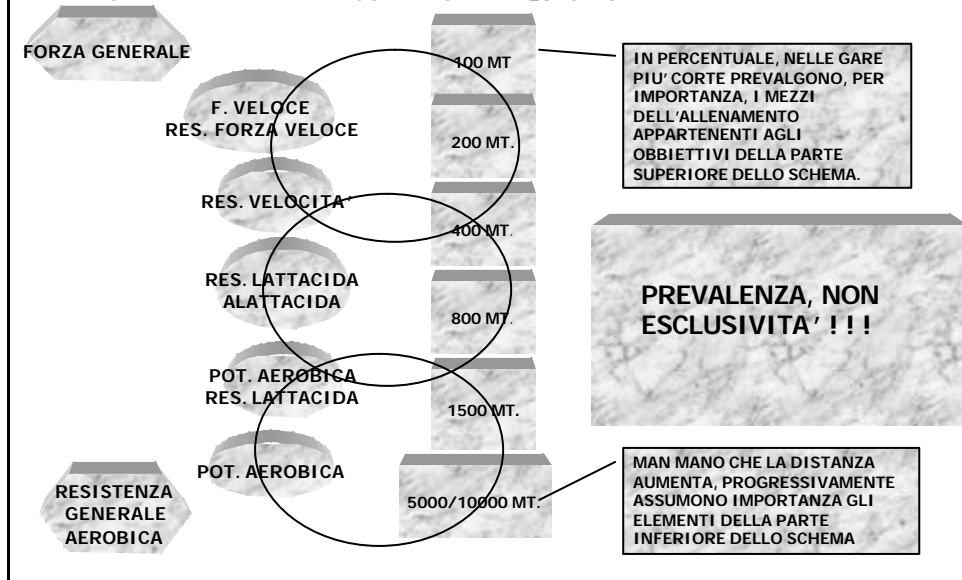 FORZA GENERALE
F. VELOCE
RES. FORZA VELOCE
RES. VELOCITA'
RES. LATTACIDA
ALATTACIDA
POT. AEROBICA
RES. LATTACIDA
POT. AEROBICA
RESISTENZA
GENERALE
AEROBICA
100 MT
200 MT.
400 MT.
800 MT.
1500 MT.
5000/10000 MT.
IN PERCENTUALE, NELLE GARE
PIU' CORTE PREVALGONO, PER
IMPORTANZA, I MEZZI
DELL'ALLENAMENTO
APPARTENENTI AGLI
OBBIETTIVI DELLA PARTE
SUPERIORE DELLO SCHEMA.
PREVALENZA, NON
ESCLUSIVITA' ! ! !
MAN MANO CHE LA DISTANZA
AUMENTA, PROGRESSIVAMENTE
ASSUMONO IMPORTANZA GLI
ELEMENTI DELLA PARTE
INFERIORE DELLO SCHEMA